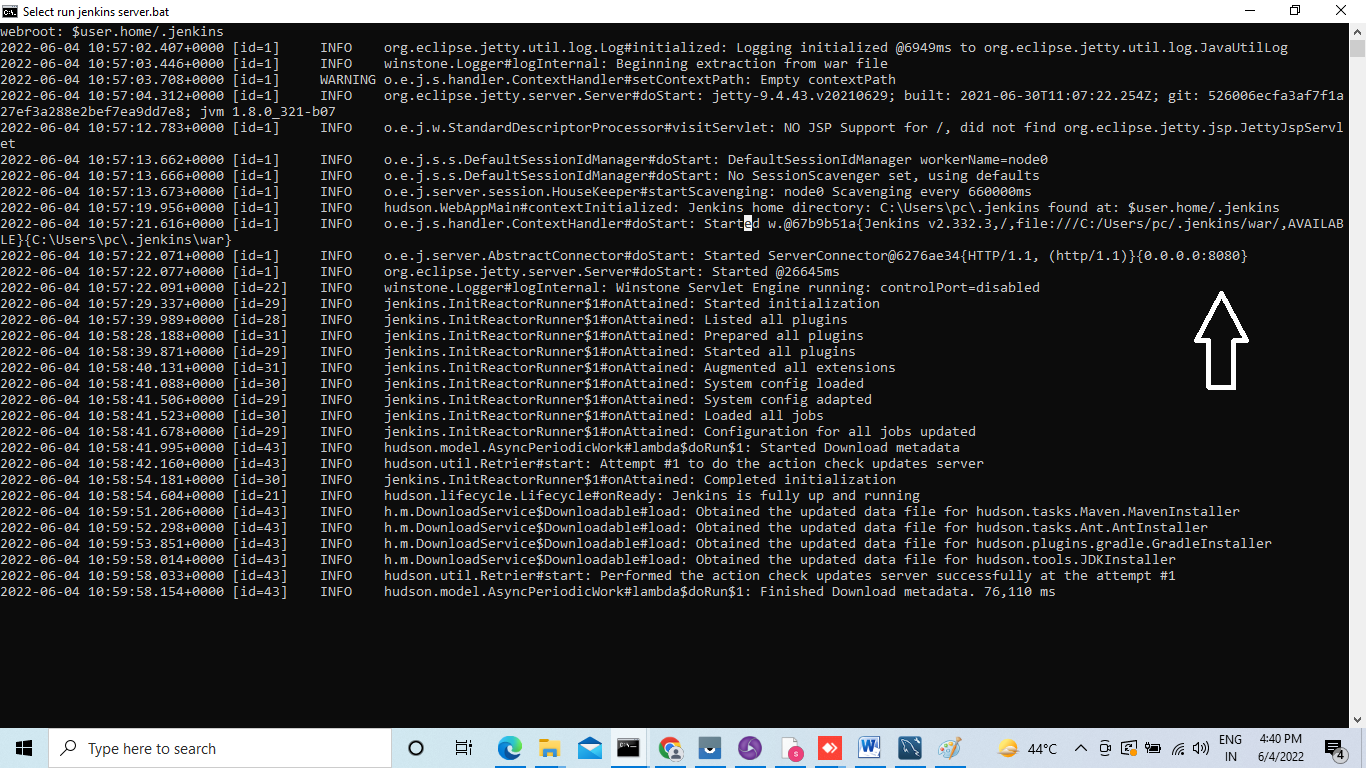 Select run jenkins server.bat
webroot: $user.home/.jenkins
2022-06-04 10:57:02.407+0000 [id=1]     INFO    org.eclipse.jetty.util.log.Log#initialized: Logging initialized @6949ms to org.eclipse.jetty.util.log.JavaUtilLog
2022-06-04 10:57:03.446+0000 [id=1]     INFO    winstone.Logger#logInternal: Beginning extraction from war file
2022-06-04 10:57:03.708+0000 [id=1]     WARNING o.e.j.s.handler.ContextHandler#setContextPath: Empty contextPath
2022-06-04 10:57:04.312+0000 [id=1]     INFO    org.eclipse.jetty.server.Server#doStart: jetty-9.4.43.v20210629; built: 2021-06-30T11:07:22.254Z; git: 526006ecfa3af7f1a
27ef3a288e2bef7ea9dd7e8; jvm 1.8.0_321-b07
2022-06-04 10:57:12.783+0000 [id=1]     INFO    o.e.j.w.StandardDescriptorProcessor#visitServlet: NO JSP Support for /, did not find org.eclipse.jetty.jsp.JettyJspServl
et
2022-06-04 10:57:13.662+0000 [id=1]     INFO    o.e.j.s.s.DefaultSessionIdManager#doStart: DefaultSessionIdManager workerName=node0
2022-06-04 10:57:13.666+0000 [id=1]     INFO    o.e.j.s.s.DefaultSessionIdManager#doStart: No SessionScavenger set, using defaults
2022-06-04 10:57:13.673+0000 [id=1]     INFO    o.e.j.server.session.HouseKeeper#startScavenging: node0 Scavenging every 660000ms
2022-06-04 10:57:19.956+0000 [id=1]     INFO    hudson.WebAppMain#contextInitialized: Jenkins home directory: C:\Users\pc\.jenkins found at: $user.home/.jenkins
2022-06-04 10:57:21.616+0000 [id=1]     INFO    o.e.j.s.handler.ContextHandler#doStart: Started w.@67b9b51a{Jenkins v2.332.3,/,file:///C:/Users/pc/.jenkins/war/,AVAILAB
LE}{C:\Users\pc\.jenkins\war}
2022-06-04 10:57:22.071+0000 [id=1]     INFO    o.e.j.server.AbstractConnector#doStart: Started ServerConnector@6276ae34{HTTP/1.1, (http/1.1)}{0.0.0.0:8080}
2022-06-04 10:57:22.077+0000 [id=1]     INFO    org.eclipse.jetty.server.Server#doStart: Started @26645ms
2022-06-04 10:57:22.091+0000 [id=22]    INFO    winstone.Logger#logInternal: Winstone Servlet Engine running: controlPort=disabled
2022-06-04 10:57:29.337+0000 [id=29]    INFO    jenkins.InitReactorRunner$1#onAttained: Started initialization
2022-06-04 10:57:39.989+0000 [id=28]    INFO    jenkins.InitReactorRunner$1#onAttained: Listed all plugins
2022-06-04 10:58:28.188+0000 [id=31]    INFO    jenkins.InitReactorRunner$1#onAttained: Prepared all plugins
2022-06-04 10:58:39.871+0000 [id=29]    INFO    jenkins.InitReactorRunner$1#onAttained: Started all plugins
2022-06-04 10:58:40.131+0000 [id=31]    INFO    jenkins.InitReactorRunner$1#onAttained: Augmented all extensions
2022-06-04 10:58:41.088+0000 [id=30]    INFO    jenkins.InitReactorRunner$1#onAttained: System config loaded
2022-06-04 10:58:41.506+0000 [id=29]    INFO    jenkins.InitReactorRunner$1#onAttained: System config adapted
2022-06-04 10:58:41.523+0000 [id=30]    INFO    jenkins.InitReactorRunner$1#onAttained: Loaded all jobs
2022-06-04 10:58:41.678+0000 [id=29]    INFO    jenkins.InitReactorRunner$1#onAttained: Configuration for all jobs updated
2022-06-04 10:58:41.995+0000 [id=43]    INFO    hudson.model.AsyncPeriodicWork#lambda$doRun$1: Started Download metadata
2022-06-04 10:58:42.160+0000 [id=43]    INFO    hudson.util.Retrier#start: Attempt #1 to do the action check updates server
2022-06-04 10:58:54.181+0000 [id=30]    INFO    jenkins.InitReactorRunner$1#onAttained: Completed initialization
2022-06-04 10:58:54.604+0000 [id=21]    INFO    hudson.lifecycle.Lifecycle#onReady: Jenkins is fully up and running
2022-06-04 10:59:51.206+0000 [id=43]    INFO    h.m.DownloadService$Downloadable#load: Obtained the updated data file for hudson.tasks.Maven.MavenInstaller
2022-06-04 10:59:52.298+0000 [id=43]    INFO    h.m.DownloadService$Downloadable#load: Obtained the updated data file for hudson.tasks.Ant.AntInstaller
2022-06-04 10:59:53.851+0000 [id=43]    INFO    h.m.DownloadService$Downloadable#load: Obtained the updated data file for hudson.plugins.gradle.GradleInstaller
2022-06-04 10:59:58.014+0000 [id=43]    INFO    h.m.DownloadService$Downloadable#load: Obtained the updated data file for hudson.tools.JDKInstaller
2022-06-04 10:59:58.033+0000 [id=43]    INFO    hudson.util.Retrier#start: Performed the action check updates server successfully at the attempt #1
2022-06-04 10:59:58.154+0000 [id=43]    INFO    hudson.model.AsyncPeriodicWork#lambda$doRun$1: Finished Download metadata. 76,110 ms
Type here to search
44°C
ENG
IN
4:40 PM
6/4/2022
4